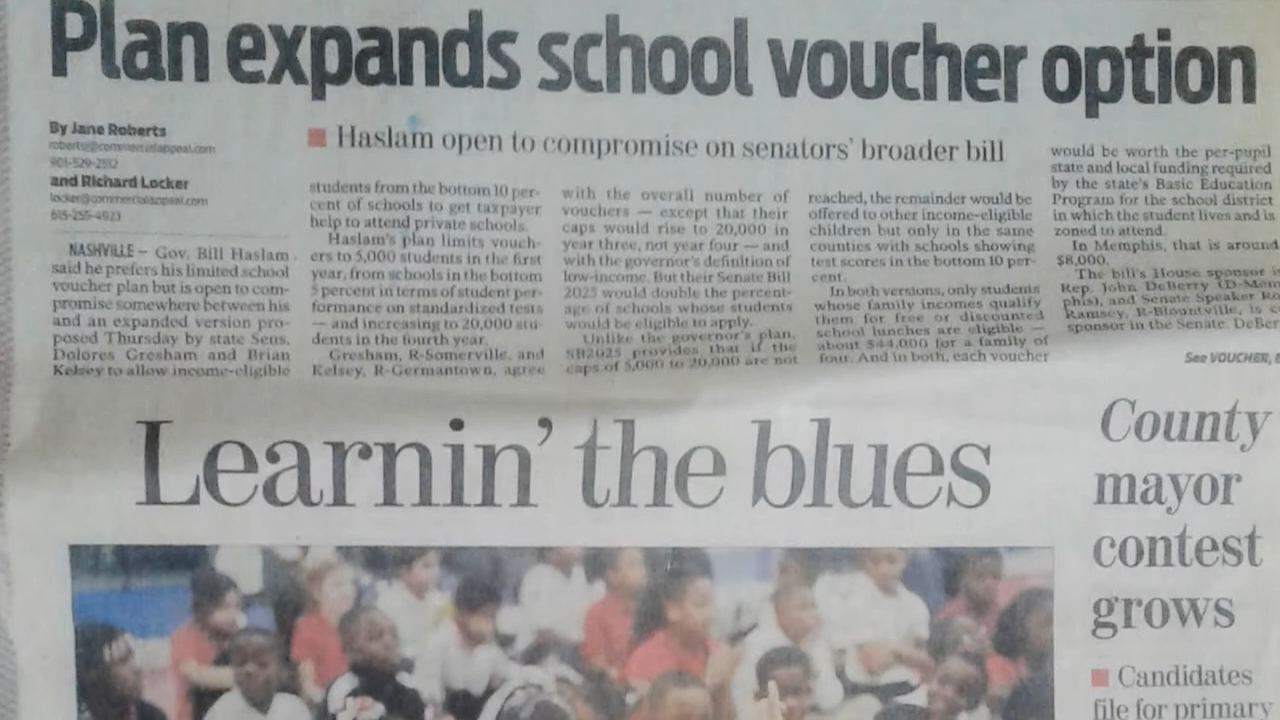 Plan expands school voucher option
By Jane Roberts
roberts@commercialappeal.com
901-529-2512
and Richard Locker
locker@commercialappeal.com
615-255-4923
Haslam open to compromise on senators' broader bill
NASHVILLE — Gov. Bill Haslam
said he prefers his limited school
voucher plan but is open to com-
promise somewhere between his
and an expanded version pro-
posed Thursday by state Sens.
Dolores Gresham and Brian
Kelsey to allow income-eligible
students from the bottom 10 per-
cent of schools to get taxpayer
help to attend private schools.
Haslam's plan limits vouch-
ers to 5,000 students in the first
year, from schools in the bottom
5 percent in terms of student per-
formance on standardized tests
— and increasing to 20,000 stu-
dents in the fourth year.
Gresham, R-Somerville, and
Kelsey, R-Germantown, agree
with the overall number of
vouchers — except that their
caps would rise to 20,000 in
year three, not year four — and
with the governor's definition of
low-income. But their Senate Bill
2025 would double the percent-
age of schools whose students
would be eligible to apply.
Unlike the governor's plan,
SB2025 provides that if the
caps of 5,000 to 20,000 are not
reached, the remainder would be
offered to other income-eligible
children but only in the same
counties with schools showing
test scores in the bottom 10 per-
cent.
In both versions, only students
whose family incomes qualify
them for free or discounted
school lunches are eligible —
about $44,000 for a family of
four. And in both, each voucher
would be worth the per-pupil
state and local funding required
by the state's Basic Education
Program for the school district
in which the student lives and is
zoned to attend.
In Memphis, that is around
$8,000.
The bill's House sponsor is
Rep. John DeBerry (D-Mem
phis), and Senate Speaker Ro
Ramsey, R-Blountville, is c
sponsor in the Senate. DeBer
See VOUCHER,
Learnin' the blues
County
mayor
contest
grows
Candidates
file for primary